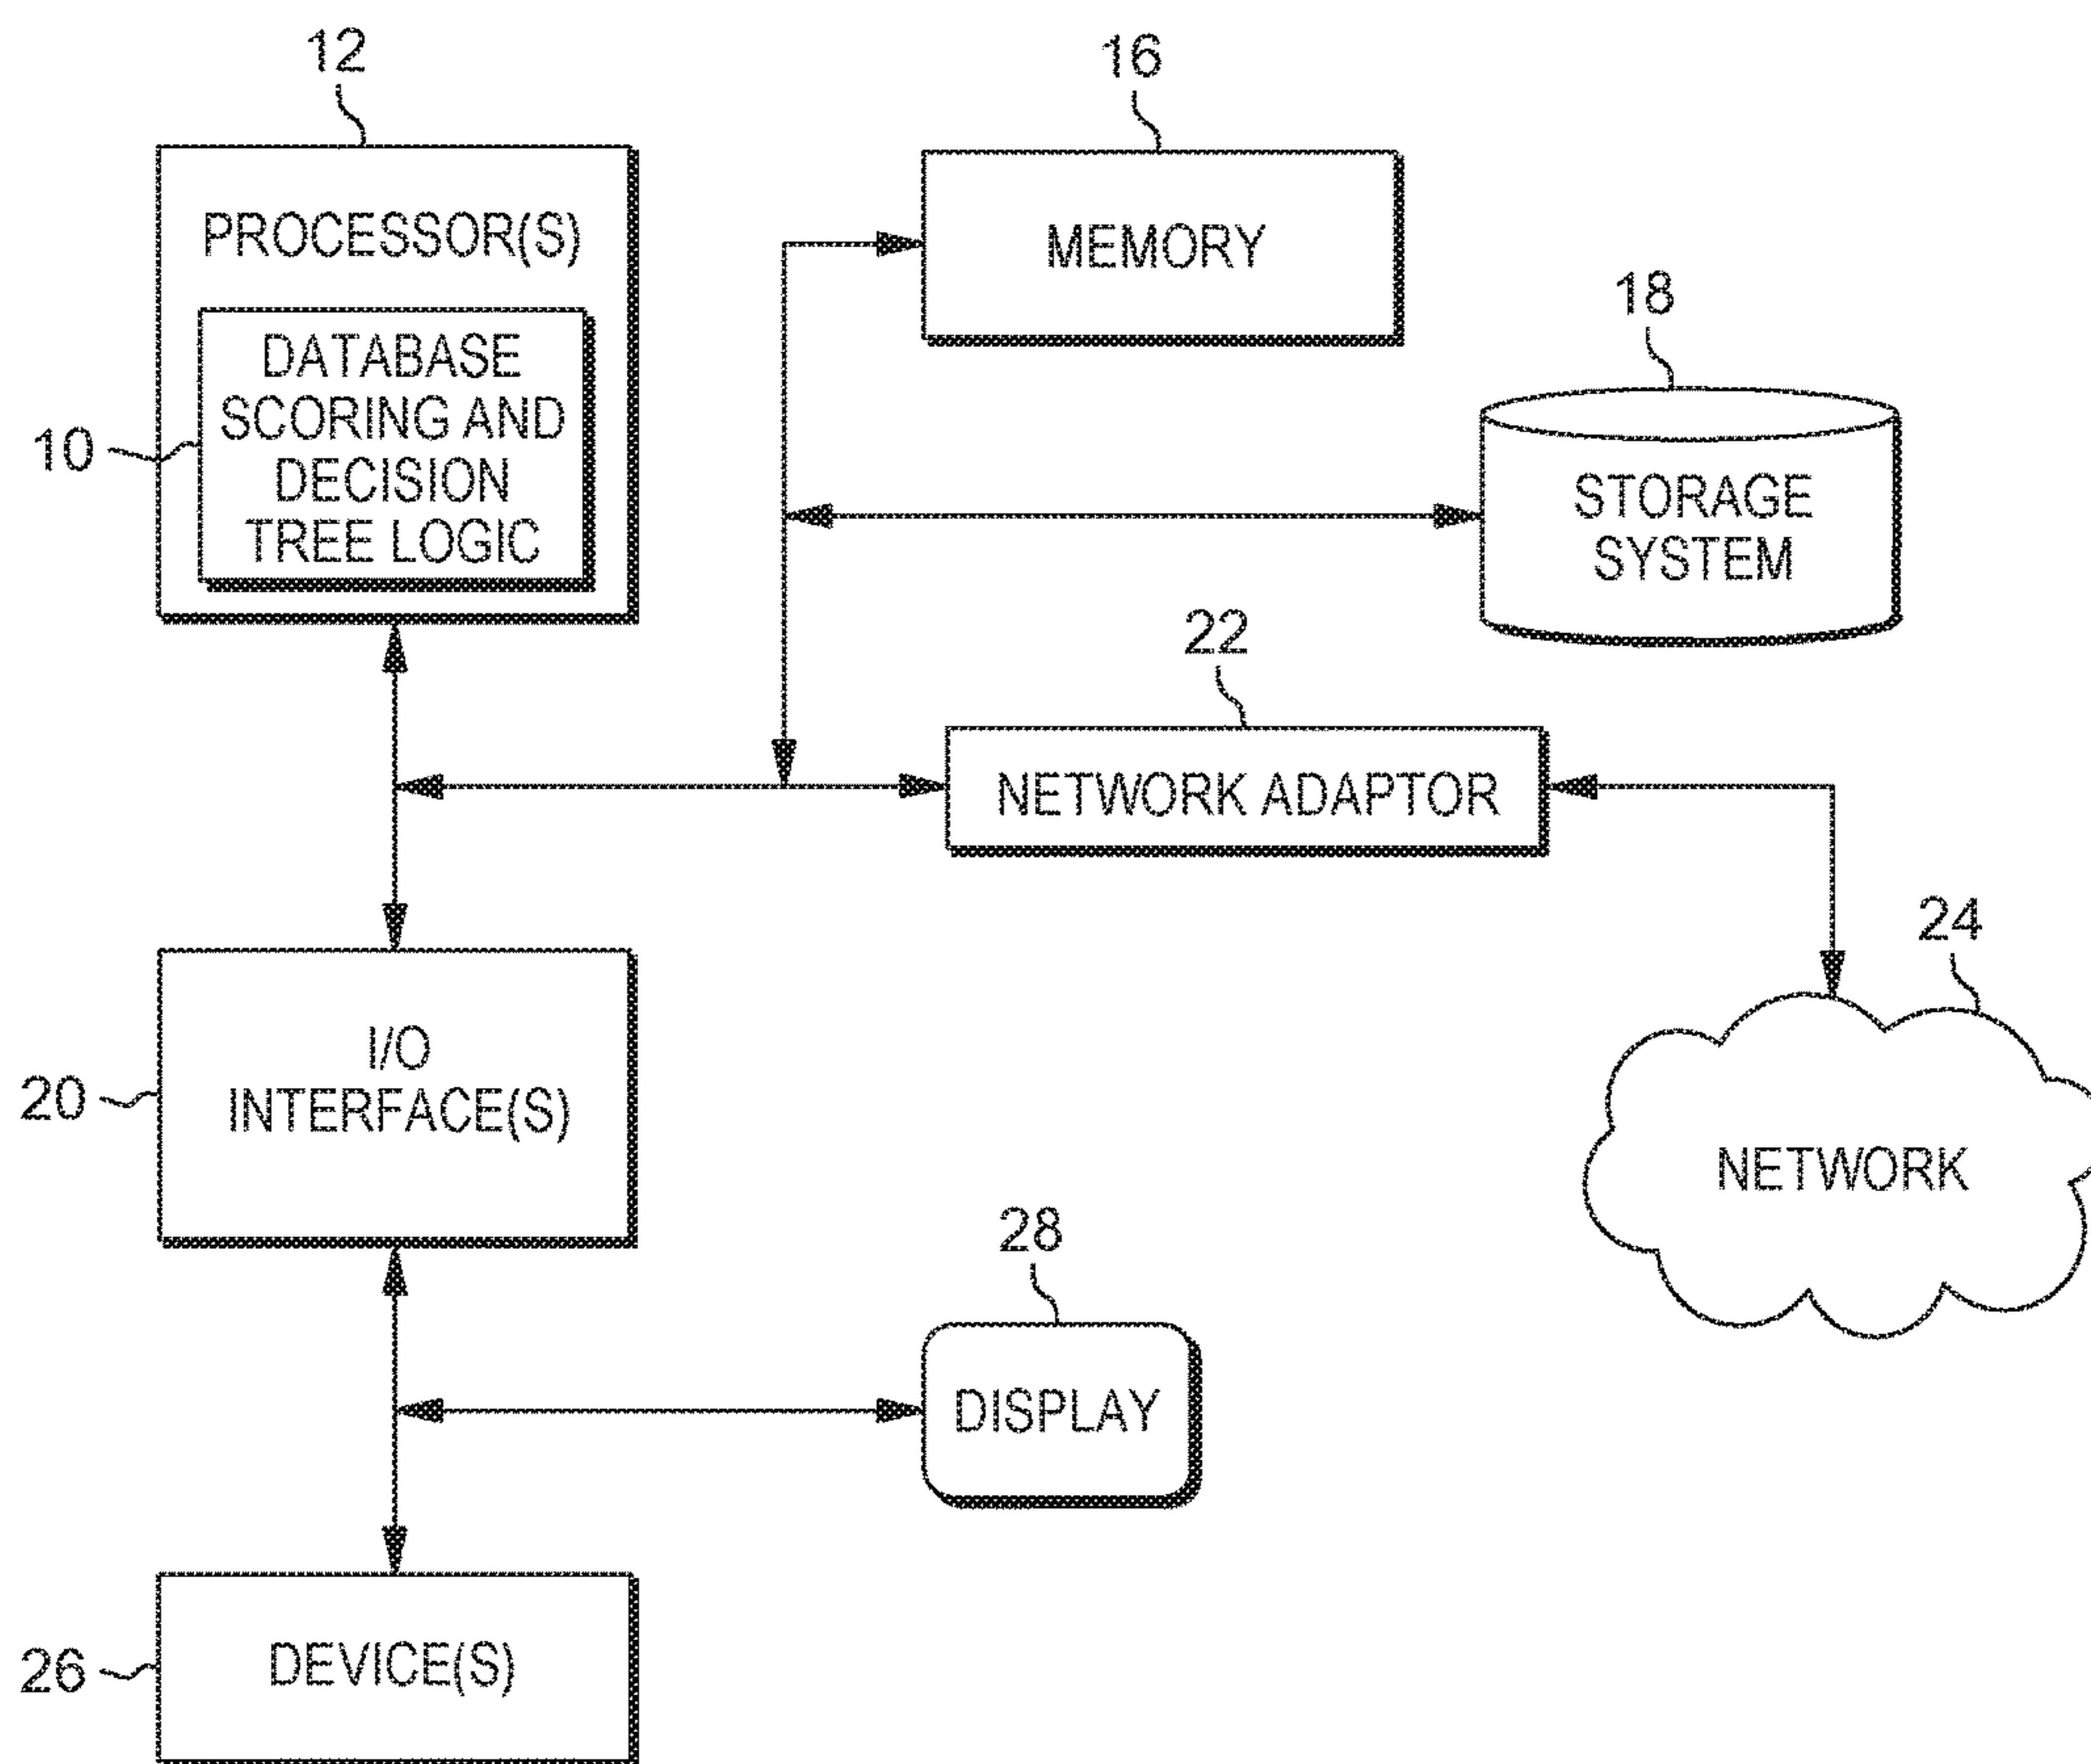 12
PROCESSOR(S)
10
DATABASE
SCORING AND
DECISION
TREE LOGIC
16
MEMORY
18
STORAGE
SYSTEM
22
NETWORK ADAPTOR
24
NETWORK
20
I/O
INTERFACE(S)
28
DISPLAY
26
DEVICE(S)